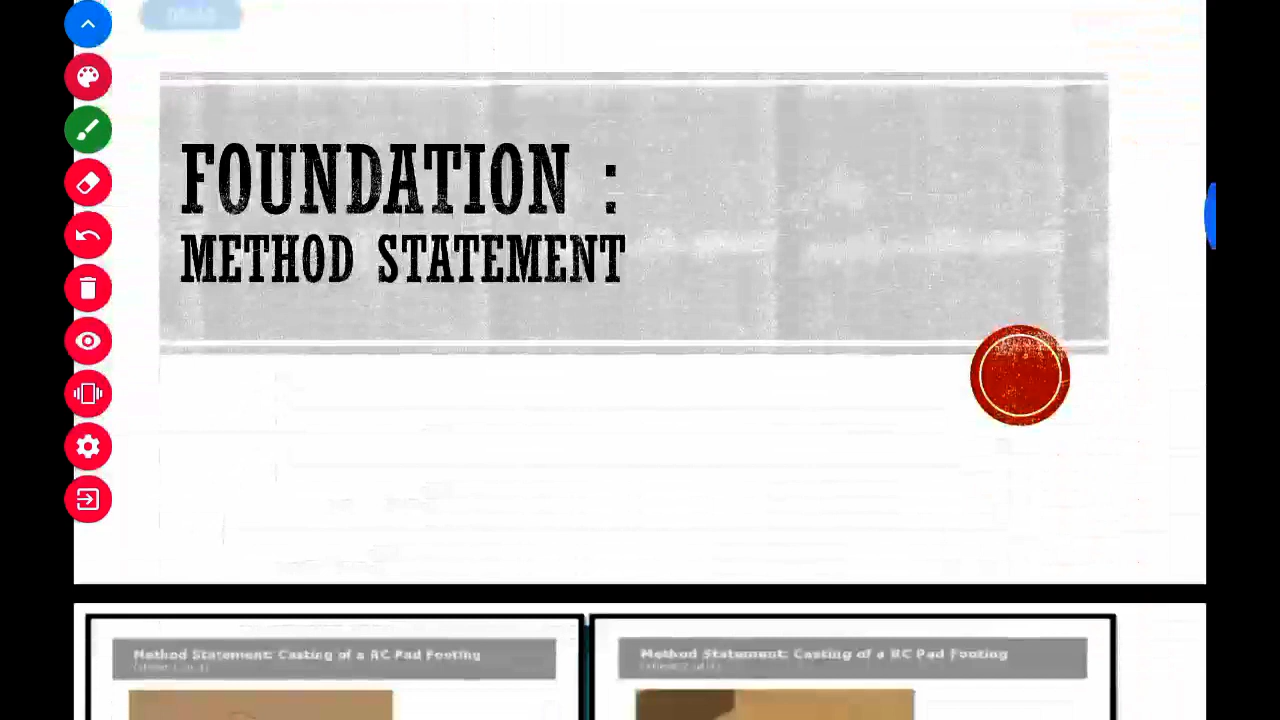 FOUNDATION :
METHOD STATEMENT
Method Statement: Casting of a RC Pad Footing
Method Statement: Casting of a RC Pad Footing